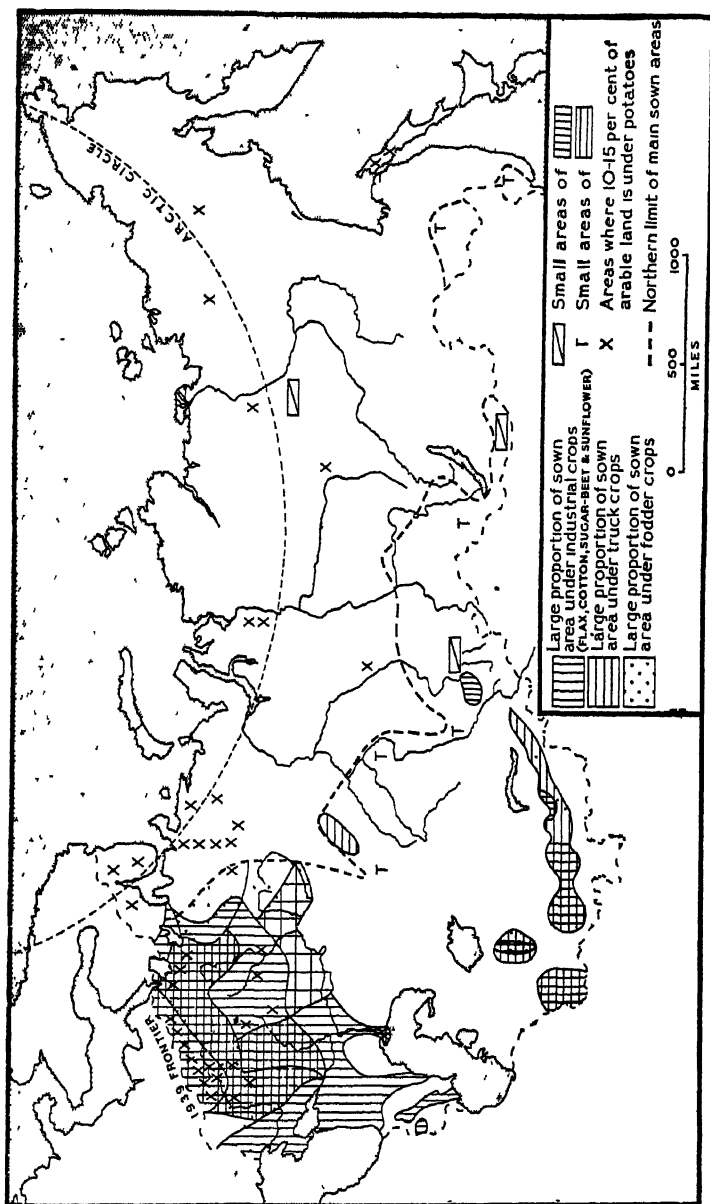 ARCTIC CIRCLE
1939 FRONTIER
Large proportion of sown
area under industrial crops
(FLAX, COTTON, SUGAR-BEET & SUNFLOWER)
Large proportion of sown
area under truck crops
Large proportion of sown
area under fodder crops
Small areas of
T Small areas of
X Areas where 10-15 per cent of
arable land is under potatoes
Northern limit of main sown areas
0 500 1000
MILES